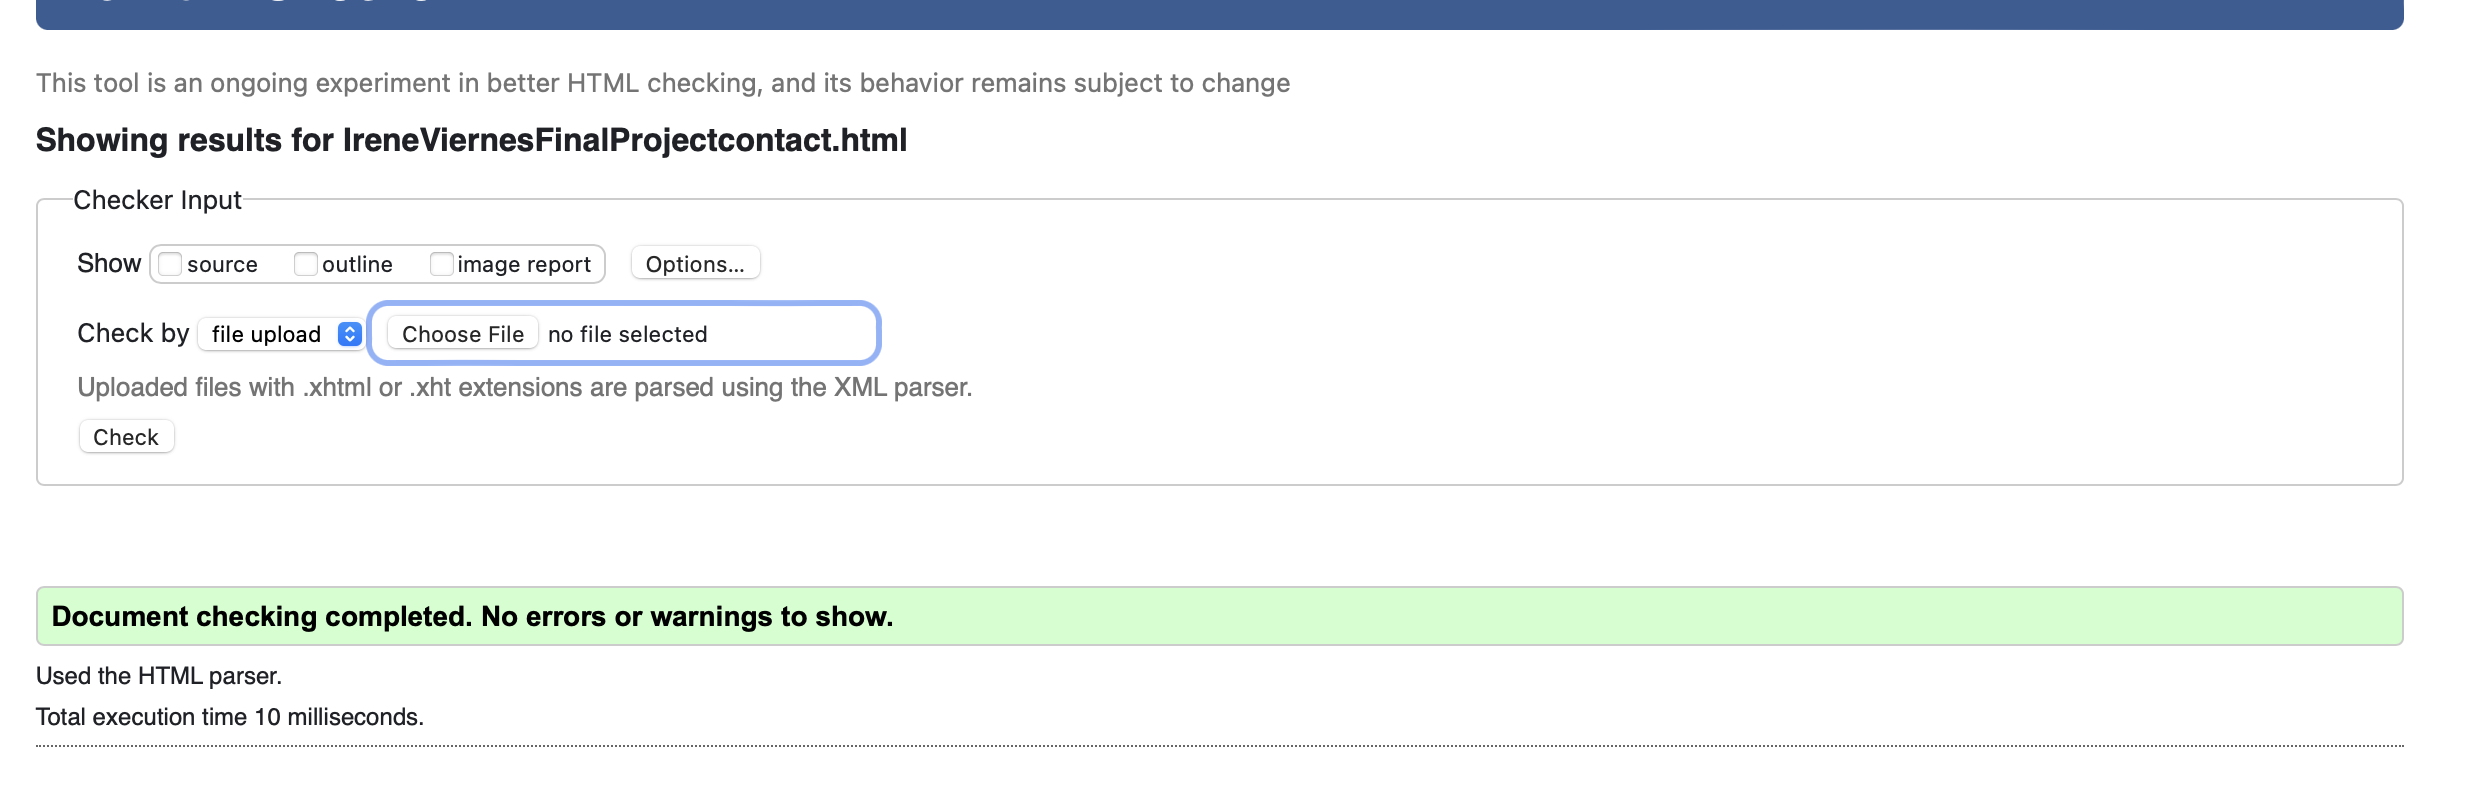 This tool is an ongoing experiment in better HTML checking, and its behavior remains subject to change
Showing results for IreneViernesFinalProjectcontact.html
Checker Input
Show source outline image report Options...
Check by file upload Choose File no file selected
Uploaded files with .xhtml or .xht extensions are parsed using the XML parser.
Check
Document checking completed. No errors or warnings to show.
Used the HTML parser.
Total execution time 10 milliseconds.